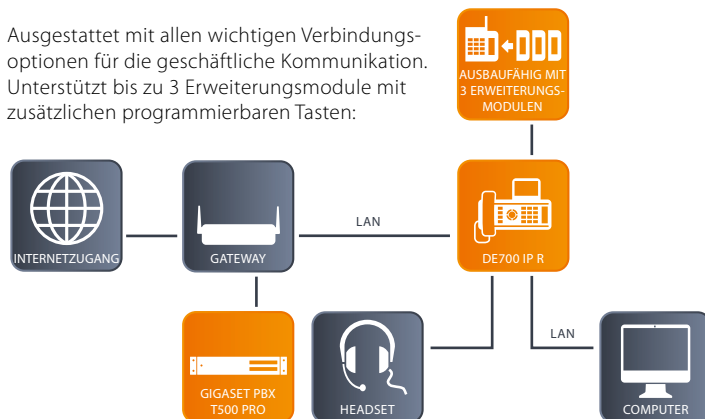 Ausgestattet mit allen wichtigen Verbindungs-
optionen für die geschäftliche Kommunikation.
Unterstützt bis zu 3 Erweiterungsmodule mit
zusätzlichen programmierbaren Tasten:
AUSBAUFÄHIG MIT
3 ERWEITERUNGS-
MODULEN
INTERNETZUGANG
GATEWAY
LAN
DE700 IP R
GIGASET PBX
T500 PRO
HEADSET
LAN
COMPUTER